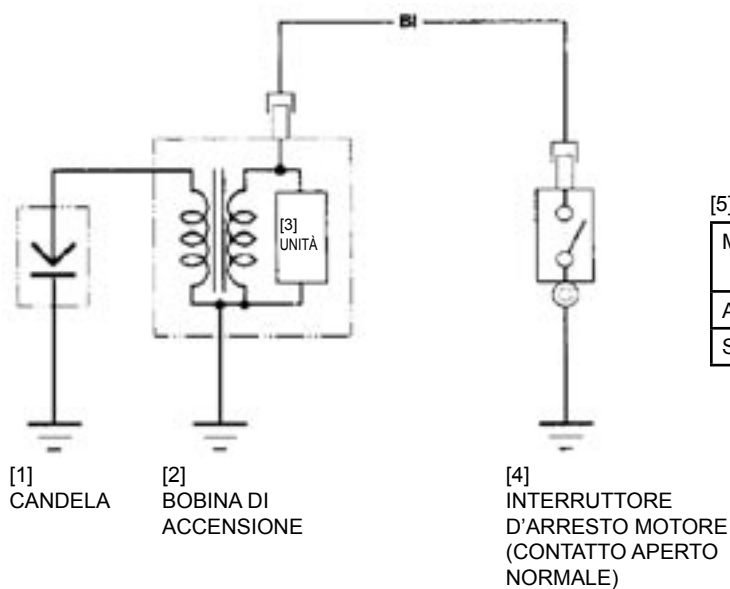 Bl
[3]
UNITÀ
[5]
M
A
S
[1]
CANDELA
[2]
BOBINA DI
ACCENSIONE
[4]
INTERRUTTORE
D'ARRESTO MOTORE
(CONTATTO APERTO
NORMALE)